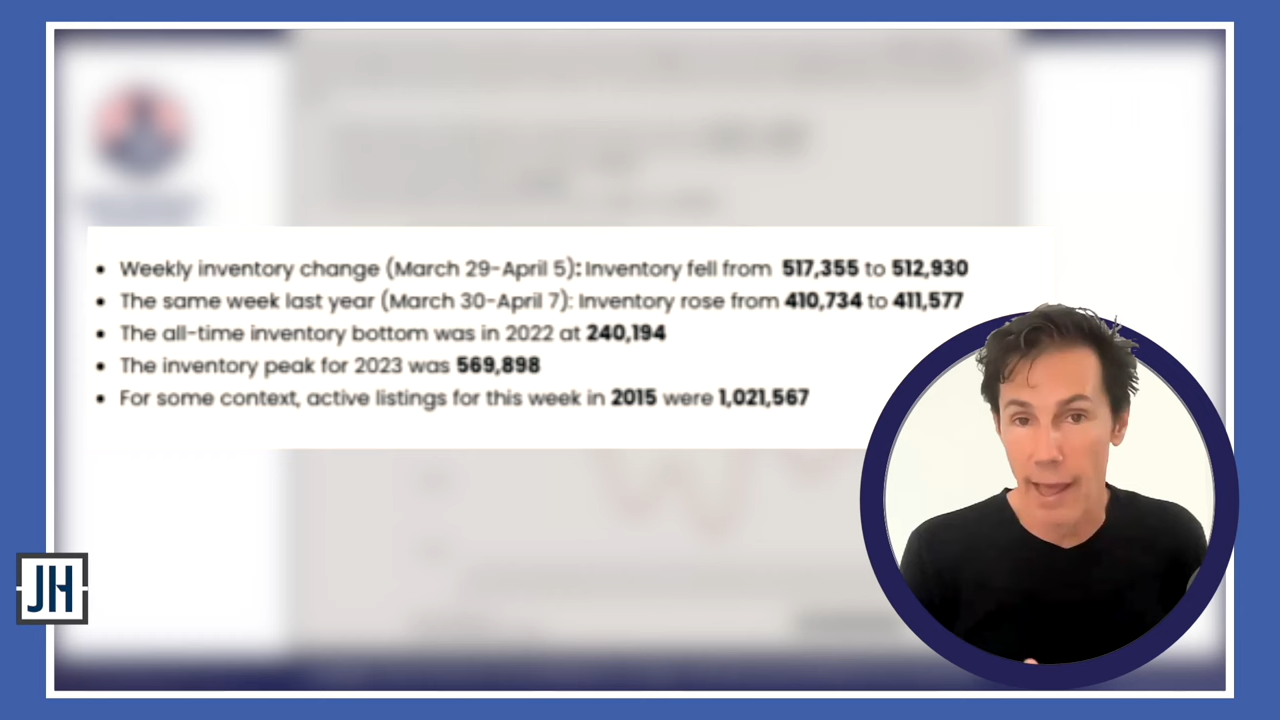 • Weekly inventory change (March 29-April 5): Inventory fell from 517,355 to 512,930
• The same week last year (March 30-April 7): Inventory rose from 410,734 to 411,577
• The all-time inventory bottom was in 2022 at 240,194
• The inventory peak for 2023 was 569,898
• For some context, active listings for this week in 2015 were 1,021,567
JH